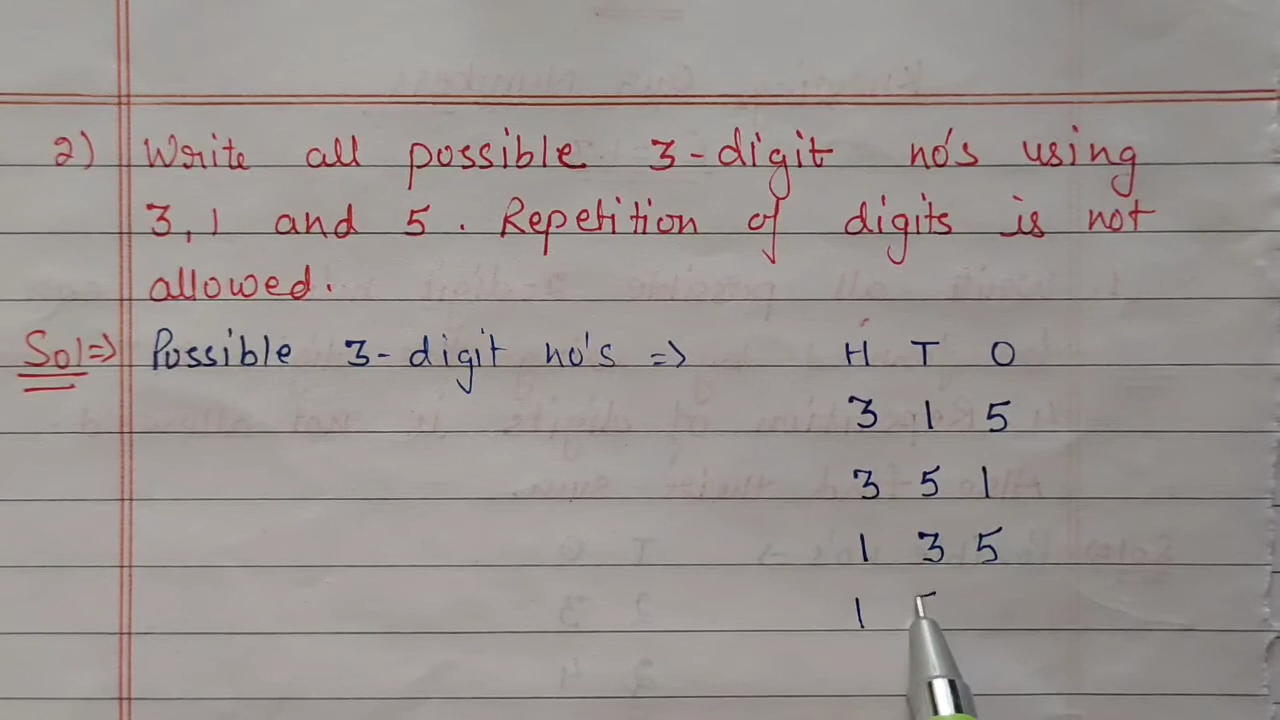 2) Write all possible 3-digit no's using
3, 1 and 5. Repetition of digits is not
allowed.
Sol=> Possible 3-digit no's => H T O
3 1 5
3 5 1
1 3 5
1